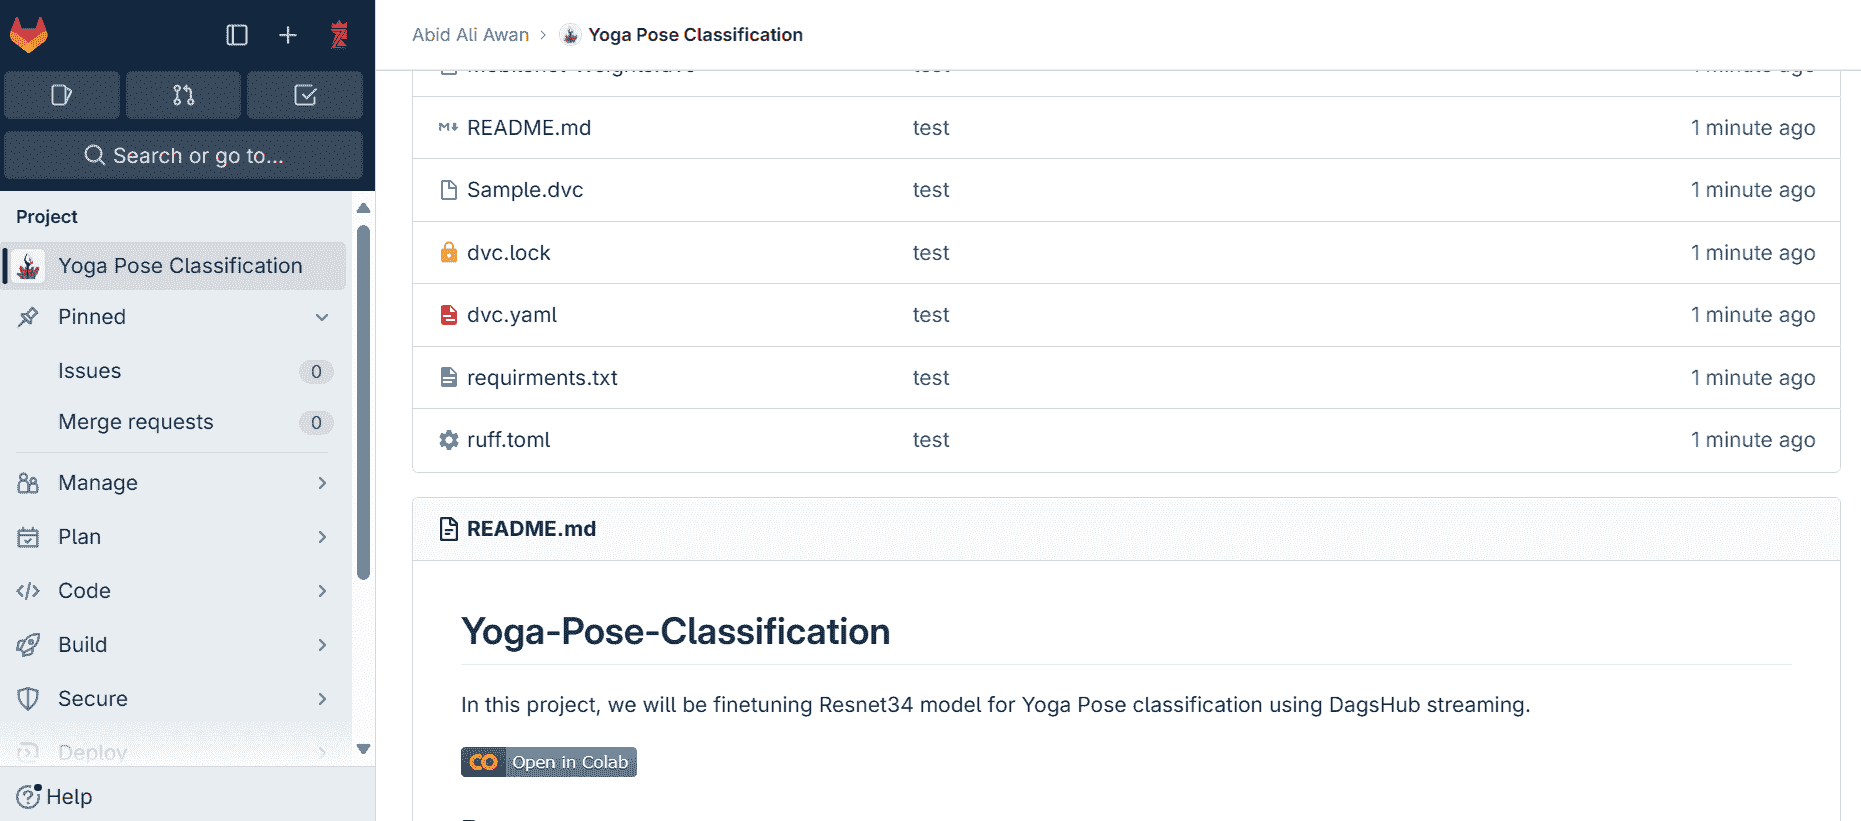 Abid Ali Awan › Yoga Pose Classification
Search or go to...
Project
Yoga Pose Classification
Pinned
Issues 0
Merge requests 0
Manage
Plan
Code
Build
Secure
Deploy
Help
README.md test 1 minute ago
Sample.dvc test 1 minute ago
dvc.lock test 1 minute ago
dvc.yaml test 1 minute ago
requirments.txt test 1 minute ago
ruff.toml test 1 minute ago
README.md
Yoga-Pose-Classification
In this project, we will be finetuning Resnet34 model for Yoga Pose classification using DagsHub streaming.
Open in Colab